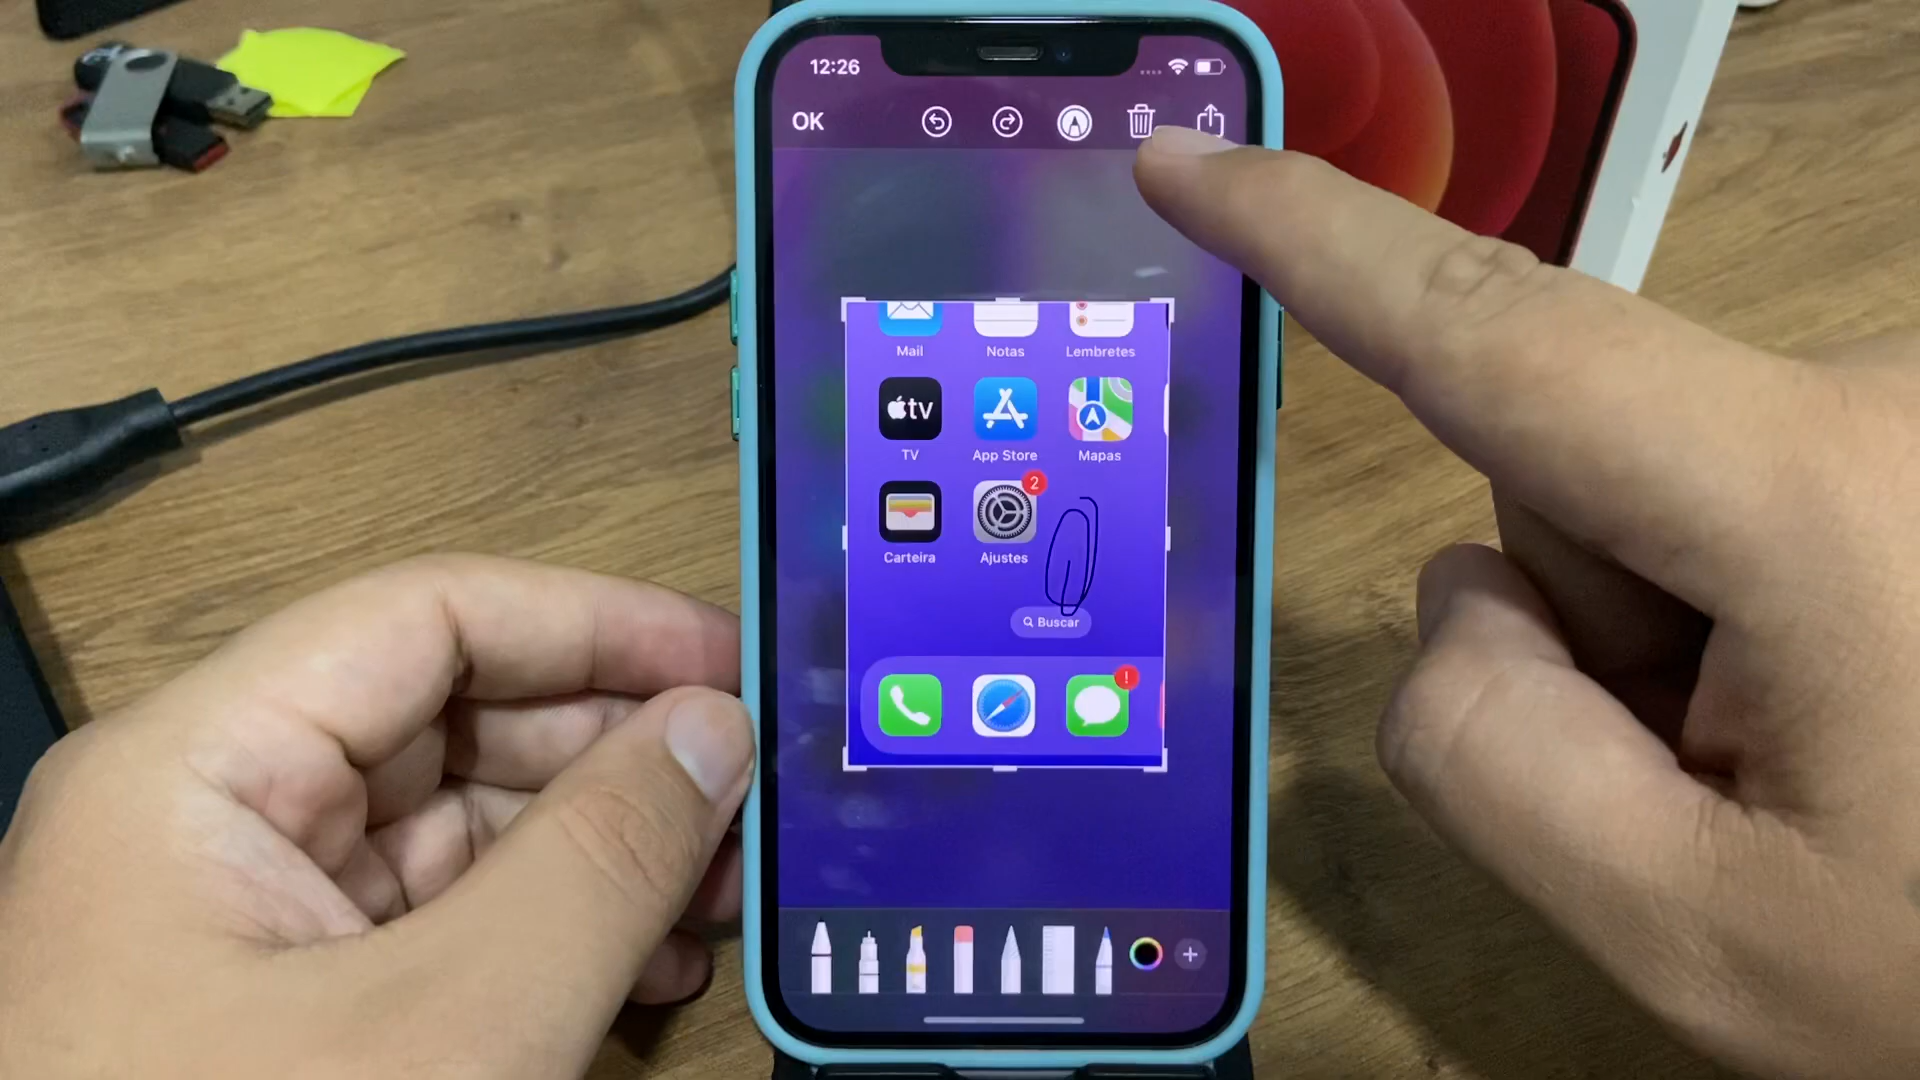 12:26
OK
Mail Notas Lembretes
tv
TV App Store Mapas
2
Carteira Ajustes
Buscar
!